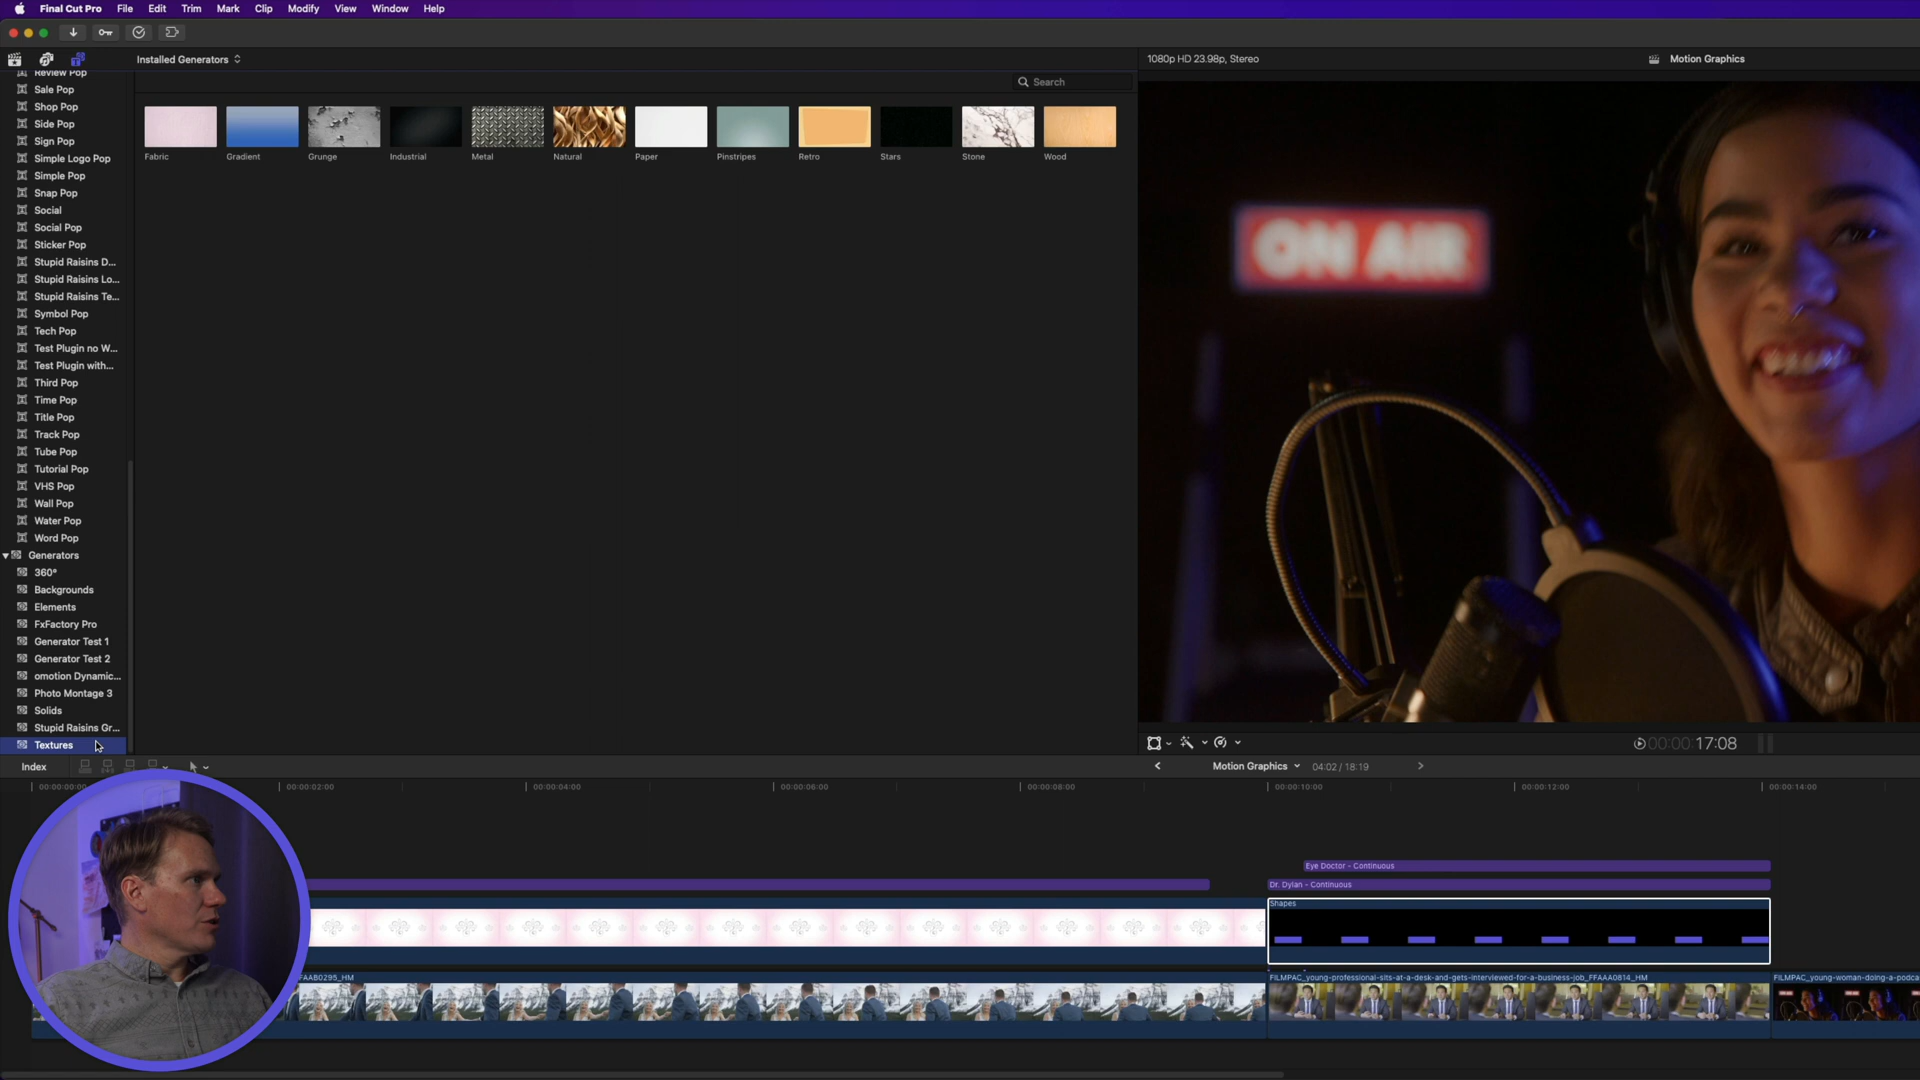 Final Cut Pro File Edit Trim Mark Clip Modify View Window Help
Installed Generators
1080p HD 23.98p, Stereo
Motion Graphics
Search
Review Pop
Sale Pop
Shop Pop
Side Pop
Sign Pop
Simple Logo Pop
Simple Pop
Snap Pop
Social
Social Pop
Sticker Pop
Stupid Raisins D...
Stupid Raisins Lo...
Stupid Raisins Te...
Symbol Pop
Tech Pop
Test Plugin no W...
Test Plugin with...
Third Pop
Time Pop
Title Pop
Track Pop
Tube Pop
Tutorial Pop
VHS Pop
Wall Pop
Water Pop
Word Pop
Generators
360°
Backgrounds
Elements
FxFactory Pro
Generator Test 1
Generator Test 2
omotion Dynamic...
Photo Montage 3
Solids
Stupid Raisins Gr...
Textures
Fabric Gradient Grunge Industrial Metal Natural Paper Pinstripes Retro Stars Stone Wood
ON AIR
00:00:17:08
Index
Motion Graphics
04:02 / 18:19
00:00:00:00 00:00:02:00 00:00:04:00 00:00:06:00 00:00:08:00 00:00:10:00 00:00:12:00 00:00:14:00
Eye Doctor - Continuous
Dr. Dylan - Continuous
Shapes
FAAB0295_HM
FILMPAC_young-professional-sits-at-a-desk-and-gets-interviewed-for-a-business-job_FFAAA0814_HM
FILMPAC_young-woman-doing-a-podca